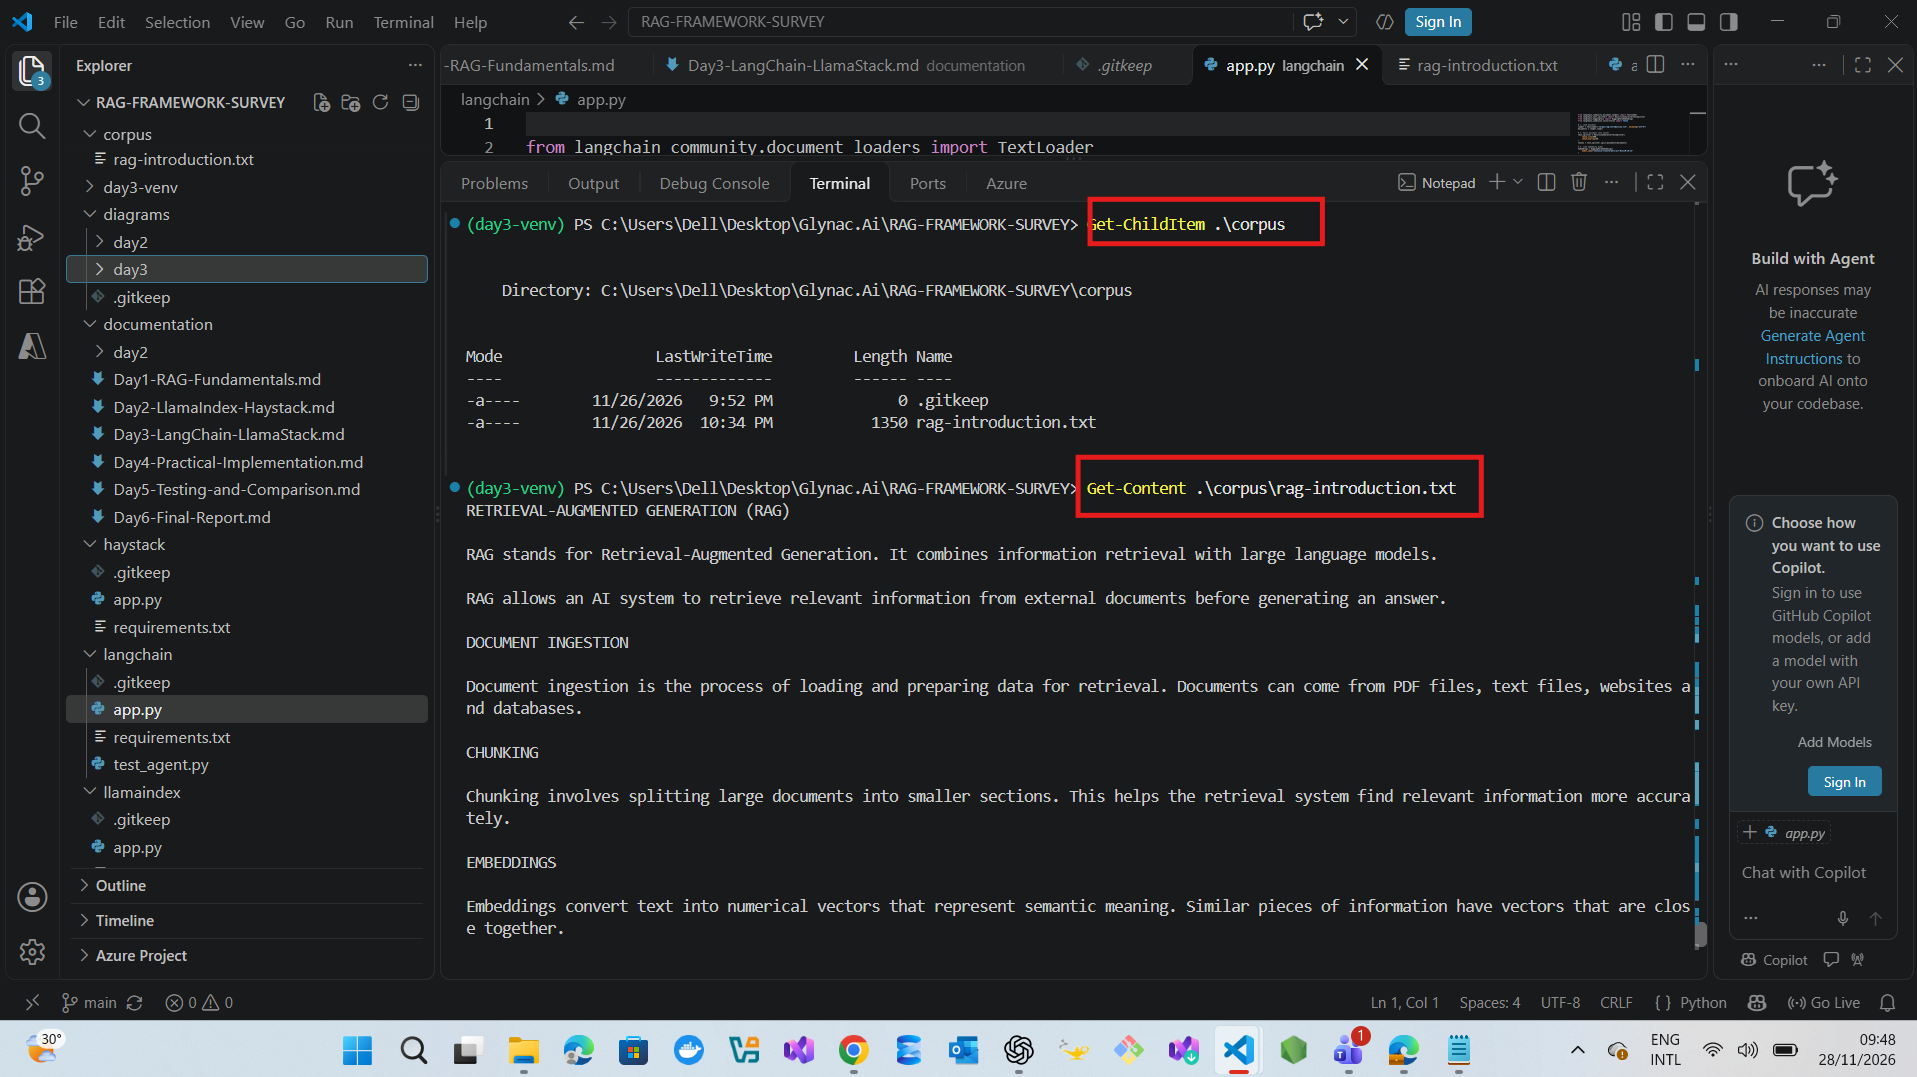 File Edit Selection View Go Run Terminal Help
RAG-FRAMEWORK-SURVEY
Sign In
Explorer
RAG-FRAMEWORK-SURVEY
corpus
rag-introduction.txt
day3-venv
diagrams
day2
day3
.gitkeep
documentation
day2
Day1-RAG-Fundamentals.md
Day2-LlamaIndex-Haystack.md
Day3-LangChain-LlamaStack.md
Day4-Practical-Implementation.md
Day5-Testing-and-Comparison.md
Day6-Final-Report.md
haystack
.gitkeep
app.py
requirements.txt
langchain
.gitkeep
app.py
requirements.txt
test_agent.py
llamaindex
.gitkeep
app.py
Outline
Timeline
Azure Project
-RAG-Fundamentals.md
Day3-LangChain-LlamaStack.md documentation
.gitkeep
app.py langchain
rag-introduction.txt
a
langchain > app.py
1
2 from langchain_community.document_loaders import TextLoader
Problems Output Debug Console Terminal Ports Azure
Notepad
(day3-venv) PS C:\Users\Dell\Desktop\Glynac.Ai\RAG-FRAMEWORK-SURVEY> Get-ChildItem .\corpus
Directory: C:\Users\Dell\Desktop\Glynac.Ai\RAG-FRAMEWORK-SURVEY\corpus
Mode LastWriteTime Length Name
---- ------------- ------ ----
-a---- 11/26/2026 9:52 PM 0 .gitkeep
-a---- 11/26/2026 10:34 PM 1350 rag-introduction.txt
(day3-venv) PS C:\Users\Dell\Desktop\Glynac.Ai\RAG-FRAMEWORK-SURVEY> Get-Content .\corpus\rag-introduction.txt
RETRIEVAL-AUGMENTED GENERATION (RAG)
RAG stands for Retrieval-Augmented Generation. It combines information retrieval with large language models.
RAG allows an AI system to retrieve relevant information from external documents before generating an answer.
DOCUMENT INGESTION
Document ingestion is the process of loading and preparing data for retrieval. Documents can come from PDF files, text files, websites a
nd databases.
CHUNKING
Chunking involves splitting large documents into smaller sections. This helps the retrieval system find relevant information more accura
tely.
EMBEDDINGS
Embeddings convert text into numerical vectors that represent semantic meaning. Similar pieces of information have vectors that are clos
e together.
Build with Agent
AI responses may
be inaccurate
Generate Agent
Instructions to
onboard AI onto
your codebase.
Choose how
you want to use
Copilot.
Sign in to use
GitHub Copilot
models, or add
a model with
your own API
key.
Add Models
Sign In
app.py
Chat with Copilot
Copilot
3
main
0 0
Ln 1, Col 1 Spaces: 4 UTF-8 CRLF { } Python Go Live
30°
1
ENG
INTL
09:48
28/11/2026